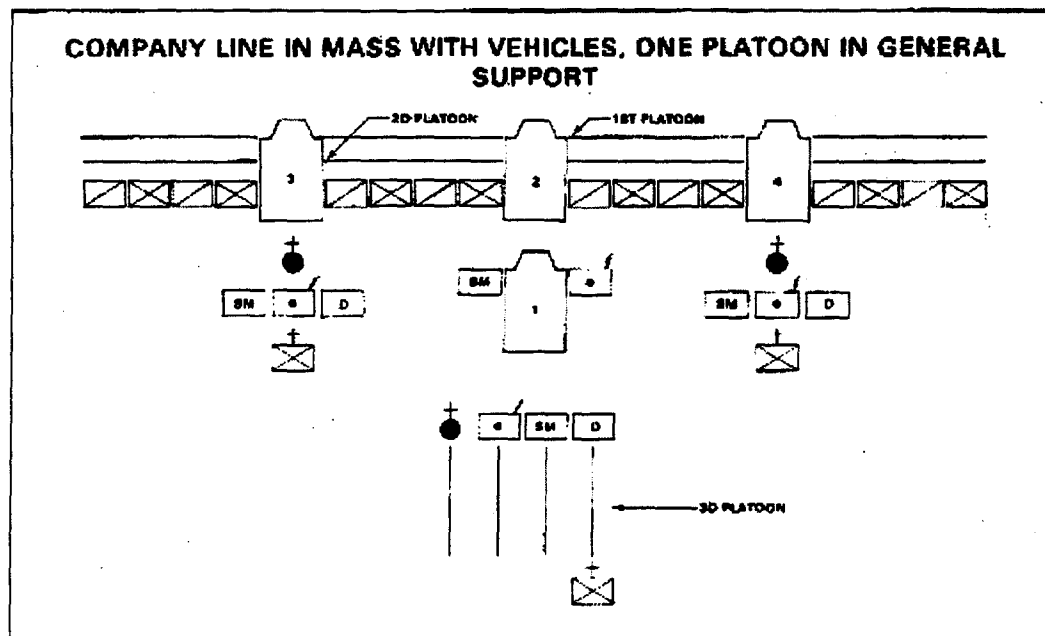 COMPANY LINE IN MASS WITH VEHICLES, ONE PLATOON IN GENERAL
SUPPORT
2D PLATOON
1ST PLATOON
3 2 4
SM 1
SM e D
SM e D
e SM D
3D PLATOON